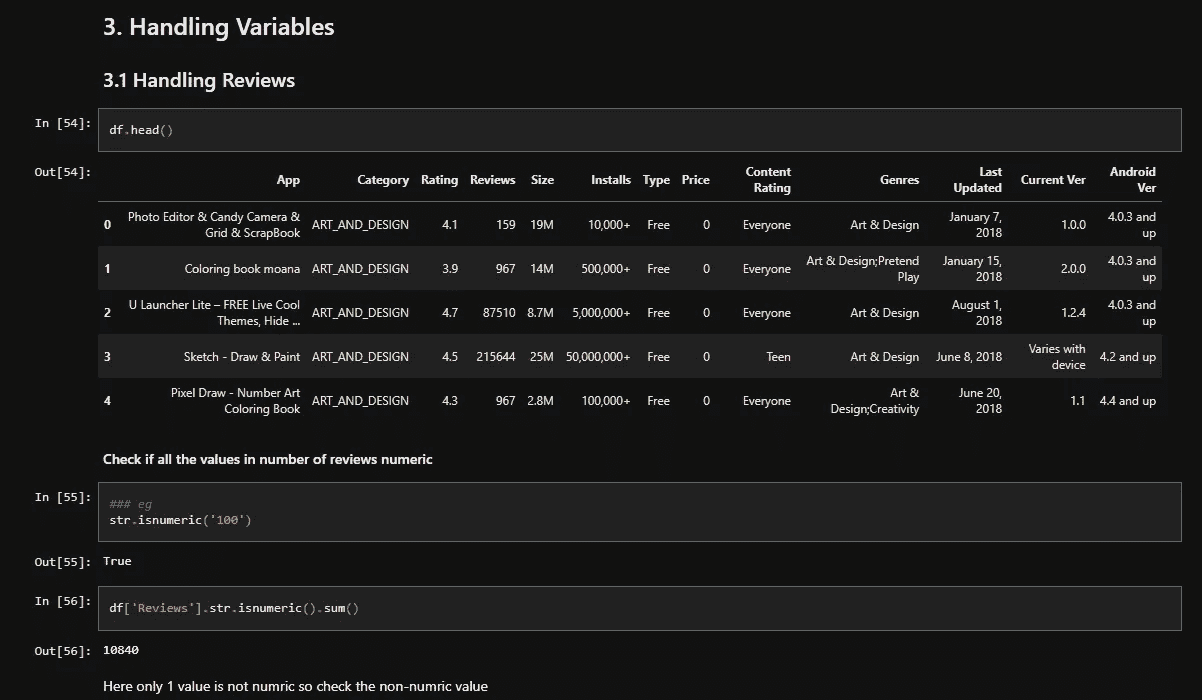 3. Handling Variables
3.1 Handling Reviews
In [54]:
df.head()
Out[54]:
App Category Rating Reviews Size Installs Type Price Content Rating Genres Last Updated Current Ver Android Ver
0 Photo Editor & Candy Camera & Grid & ScrapBook ART_AND_DESIGN 4.1 159 19M 10,000+ Free 0 Everyone Art & Design January 7, 2018 1.0.0 4.0.3 and up
1 Coloring book moana ART_AND_DESIGN 3.9 967 14M 500,000+ Free 0 Everyone Art & Design;Pretend Play January 15, 2018 2.0.0 4.0.3 and up
2 U Launcher Lite – FREE Live Cool Themes, Hide ... ART_AND_DESIGN 4.7 87510 8.7M 5,000,000+ Free 0 Everyone Art & Design August 1, 2018 1.2.4 4.0.3 and up
3 Sketch - Draw & Paint ART_AND_DESIGN 4.5 215644 25M 50,000,000+ Free 0 Teen Art & Design June 8, 2018 Varies with device 4.2 and up
4 Pixel Draw - Number Art Coloring Book ART_AND_DESIGN 4.3 967 2.8M 100,000+ Free 0 Everyone Art & Design;Creativity June 20, 2018 1.1 4.4 and up
Check if all the values in number of reviews numeric
In [55]:
### eg
str.isnumeric('100')
Out[55]: True
In [56]:
df['Reviews'].str.isnumeric().sum()
Out[56]: 10840
Here only 1 value is not numric so check the non-numric value